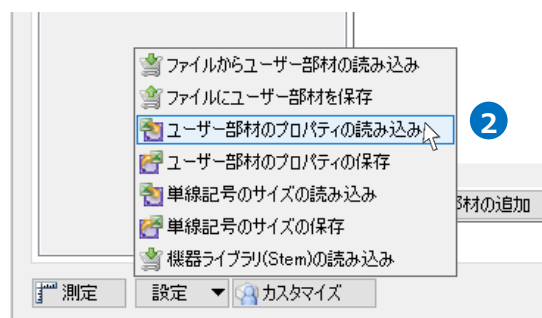 ファイルからユーザー部材の読み込み
ファイルにユーザー部材を保存
ユーザー部材のプロパティの読み込み
2
ユーザー部材のプロパティの保存
単線記号のサイズの読み込み
単線記号のサイズの保存
部材の追加
機器ライブラリ(Stem)の読み込み
測定 設定 カスタマイズ